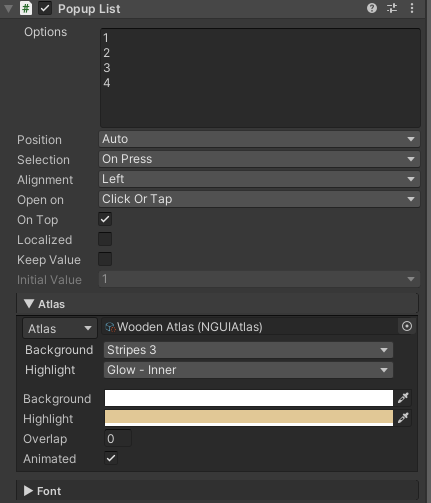 Popup List
Options
1
2
3
4
Position Auto
Selection On Press
Alignment Left
Open on Click Or Tap
On Top
Localized
Keep Value
Initial Value 1
Atlas
Atlas Wooden Atlas (NGUIAtlas)
Background Stripes 3
Highlight Glow - Inner
Background
Highlight
Overlap 0
Animated
Font